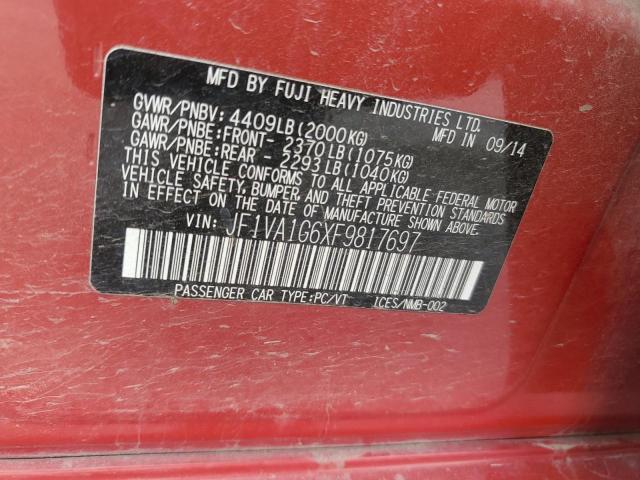 MFD BY FUJI HEAVY INDUSTRIES LTD.
MFD IN 09/14
GVWR/PNBV: 4409LB(2000KG)
GAWR/PNBE:FRONT- 2370LB(1075KG)
GAWR/PNBE:REAR - 2293LB(1040KG)
THIS VEHICLE CONFORMS TO ALL APPLICABLE FEDERAL MOTOR
VEHICLE SAFETY, BUMPER, AND THEFT PREVENTION STANDARDS
IN EFFECT ON THE DATE OF MANUFACTURE SHOWN ABOVE.
VIN: JF1VA1G6XF9817697
PASSENGER CAR TYPE:PC/VT ICES/NMB-002